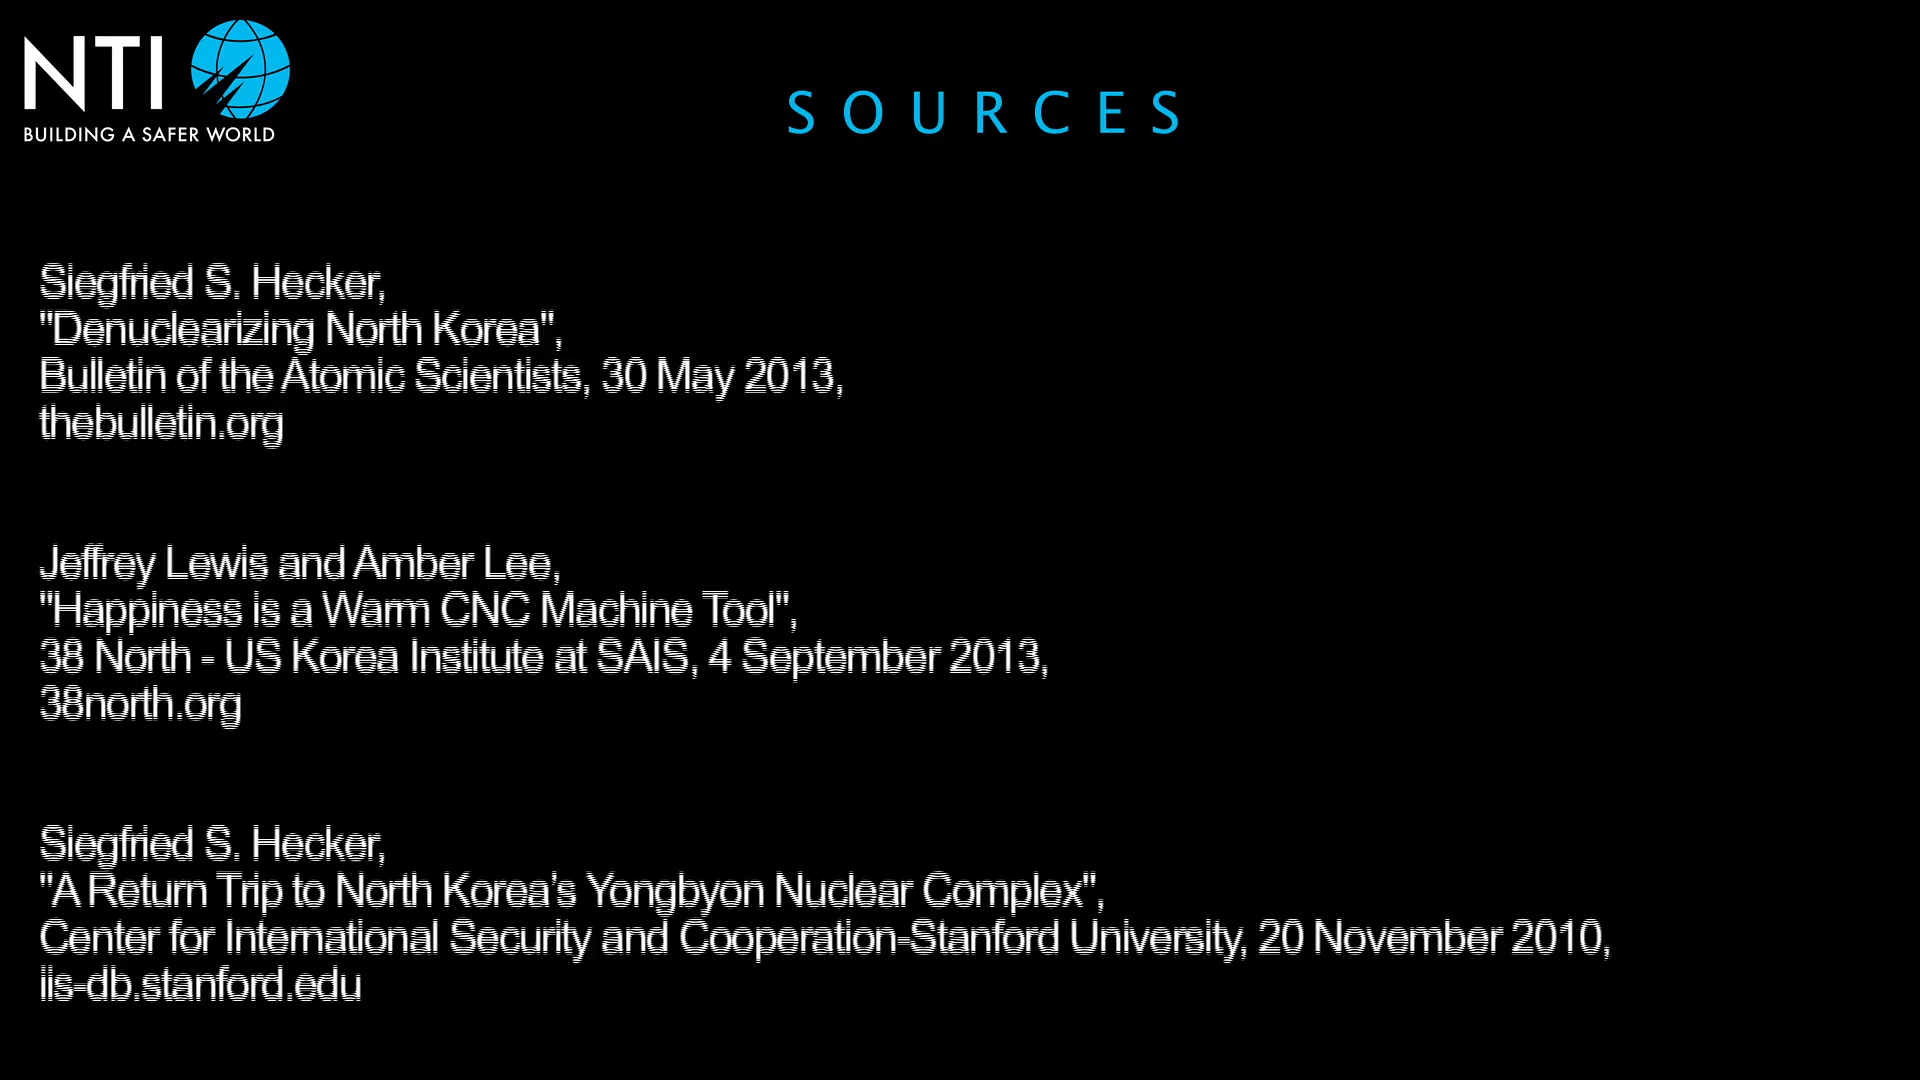 NTI
BUILDING A SAFER WORLD
SOURCES
Siegfried S. Hecker,
"Denuclearizing North Korea",
Bulletin of the Atomic Scientists, 30 May 2013,
thebulletin.org
Jeffrey Lewis and Amber Lee,
"Happiness is a Warm CNC Machine Tool",
38 North - US Korea Institute at SAIS, 4 September 2013,
38north.org
Siegfried S. Hecker,
"A Return Trip to North Korea’s Yongbyon Nuclear Complex",
Center for International Security and Cooperation-Stanford University, 20 November 2010,
iis-db.stanford.edu